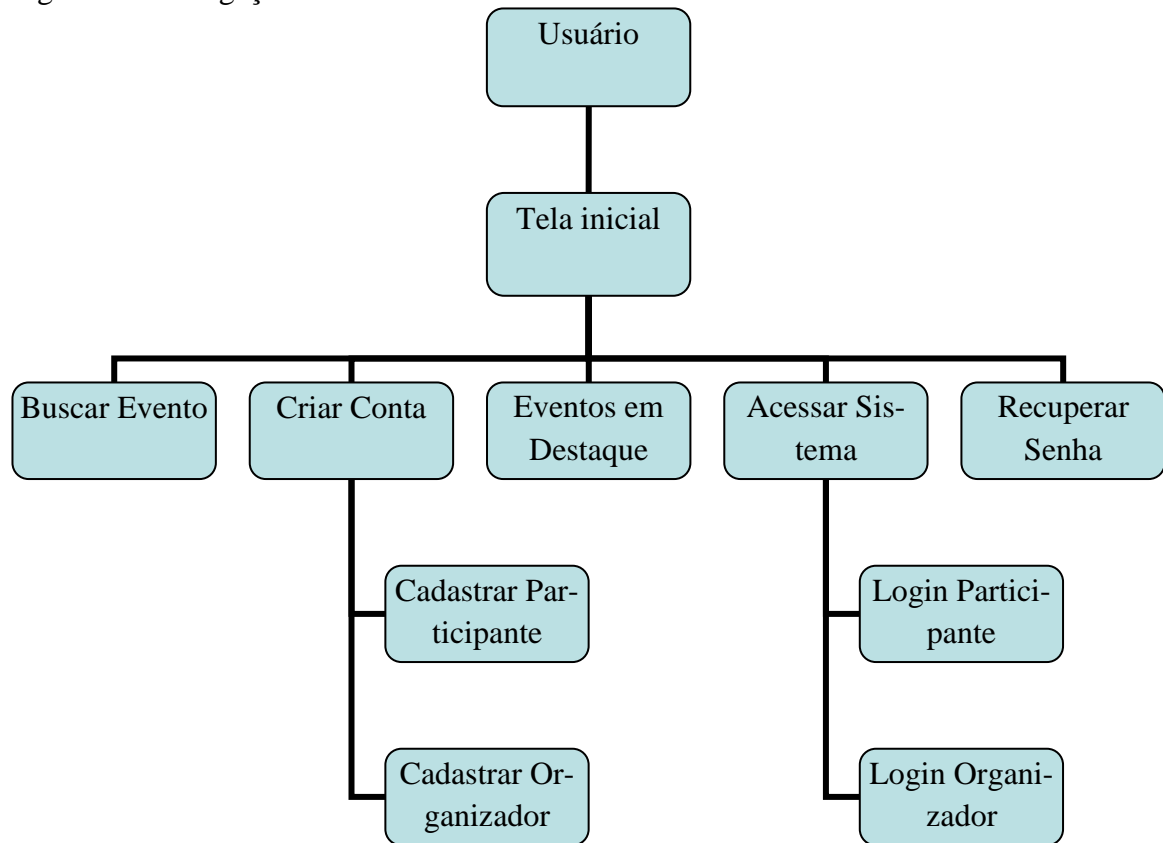 Usuário
Tela inicial
Buscar Evento
Criar Conta
Eventos em
Destaque
Acessar Sis-
tema
Recuperar
Senha
Cadastrar Par-
ticipante
Login Partici-
pante
Cadastrar Or-
ganizador
Login Organi-
zador